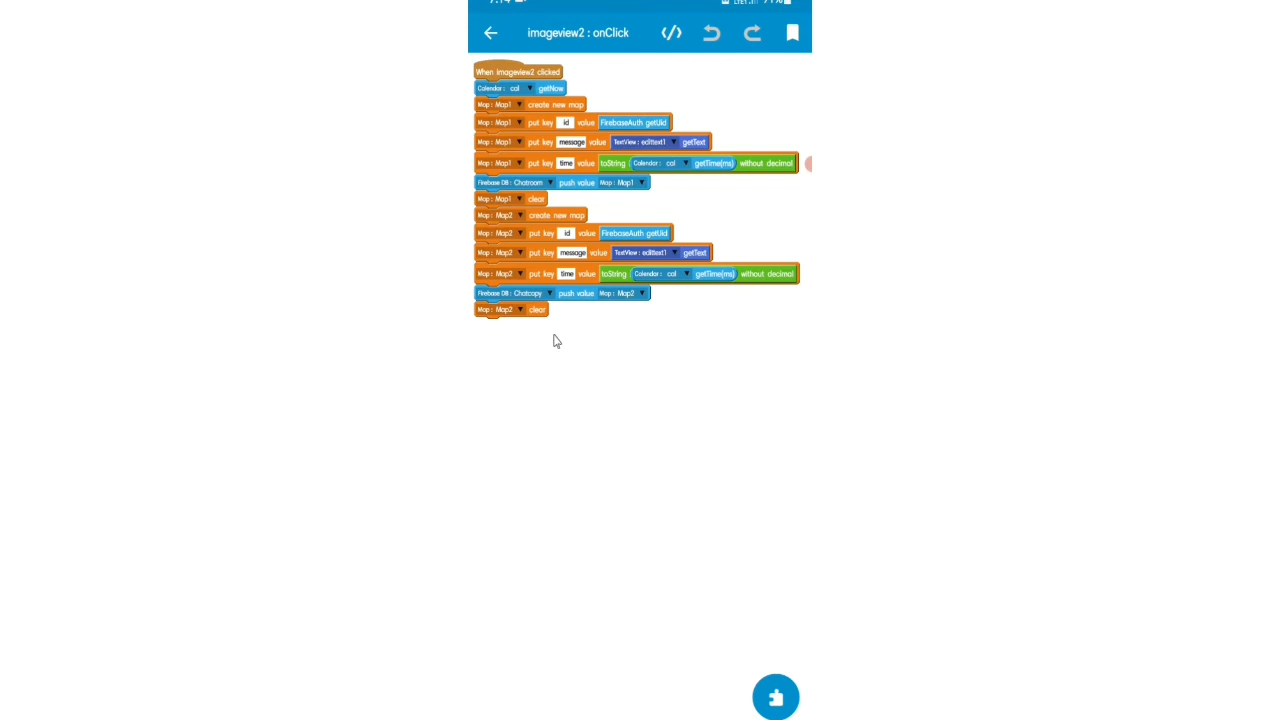 imageview2 : onClick
When imageview2 clicked
Calendar : cal getNow
Map : Map1 create new map
Map : Map1 put key id value FirebaseAuth getUid
Map : Map1 put key message value TextView : edittext1 getText
Map : Map1 put key time value toString Calendar : cal getTime(ms) without decimal
Firebase DB : Chatroom push value Map : Map1
Map : Map1 clear
Map : Map2 create new map
Map : Map2 put key id value FirebaseAuth getUid
Map : Map2 put key message value TextView : edittext1 getText
Map : Map2 put key time value toString Calendar : cal getTime(ms) without decimal
Firebase DB : Chatcopy push value Map : Map2
Map : Map2 clear